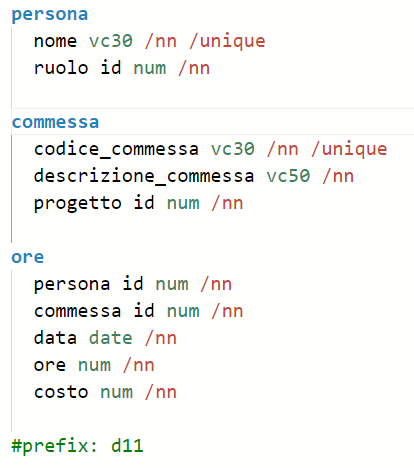 persona
nome vc30 /nn /unique
ruolo id num /nn
commessa
codice_commessa vc30 /nn /unique
descrizione_commessa vc50 /nn
progetto id num /nn
ore
persona id num /nn
commessa id num /nn
data date /nn
ore num /nn
costo num /nn
#prefix: d11